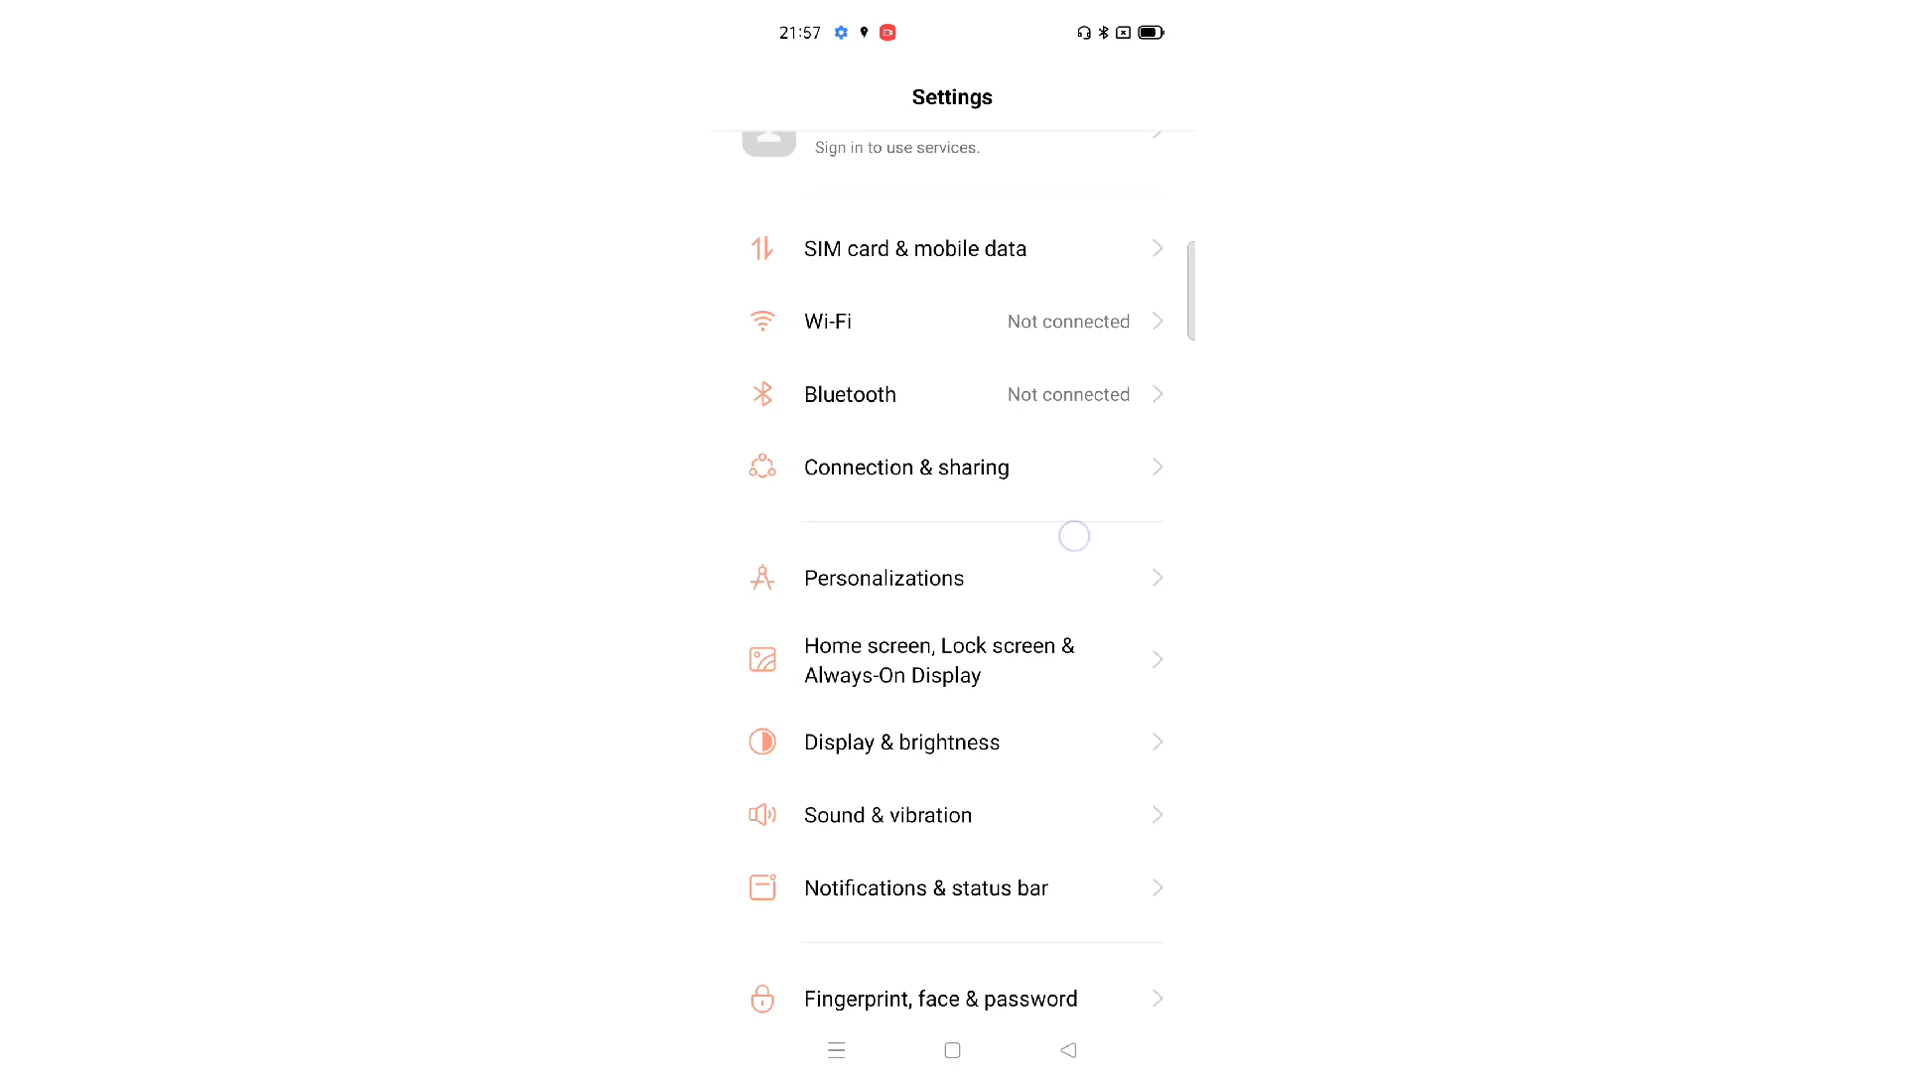 21:57
Settings
Sign in to use services.
SIM card & mobile data
Wi-Fi Not connected
Bluetooth Not connected
Connection & sharing
Personalizations
Home screen, Lock screen &
Always-On Display
Display & brightness
Sound & vibration
Notifications & status bar
Fingerprint, face & password